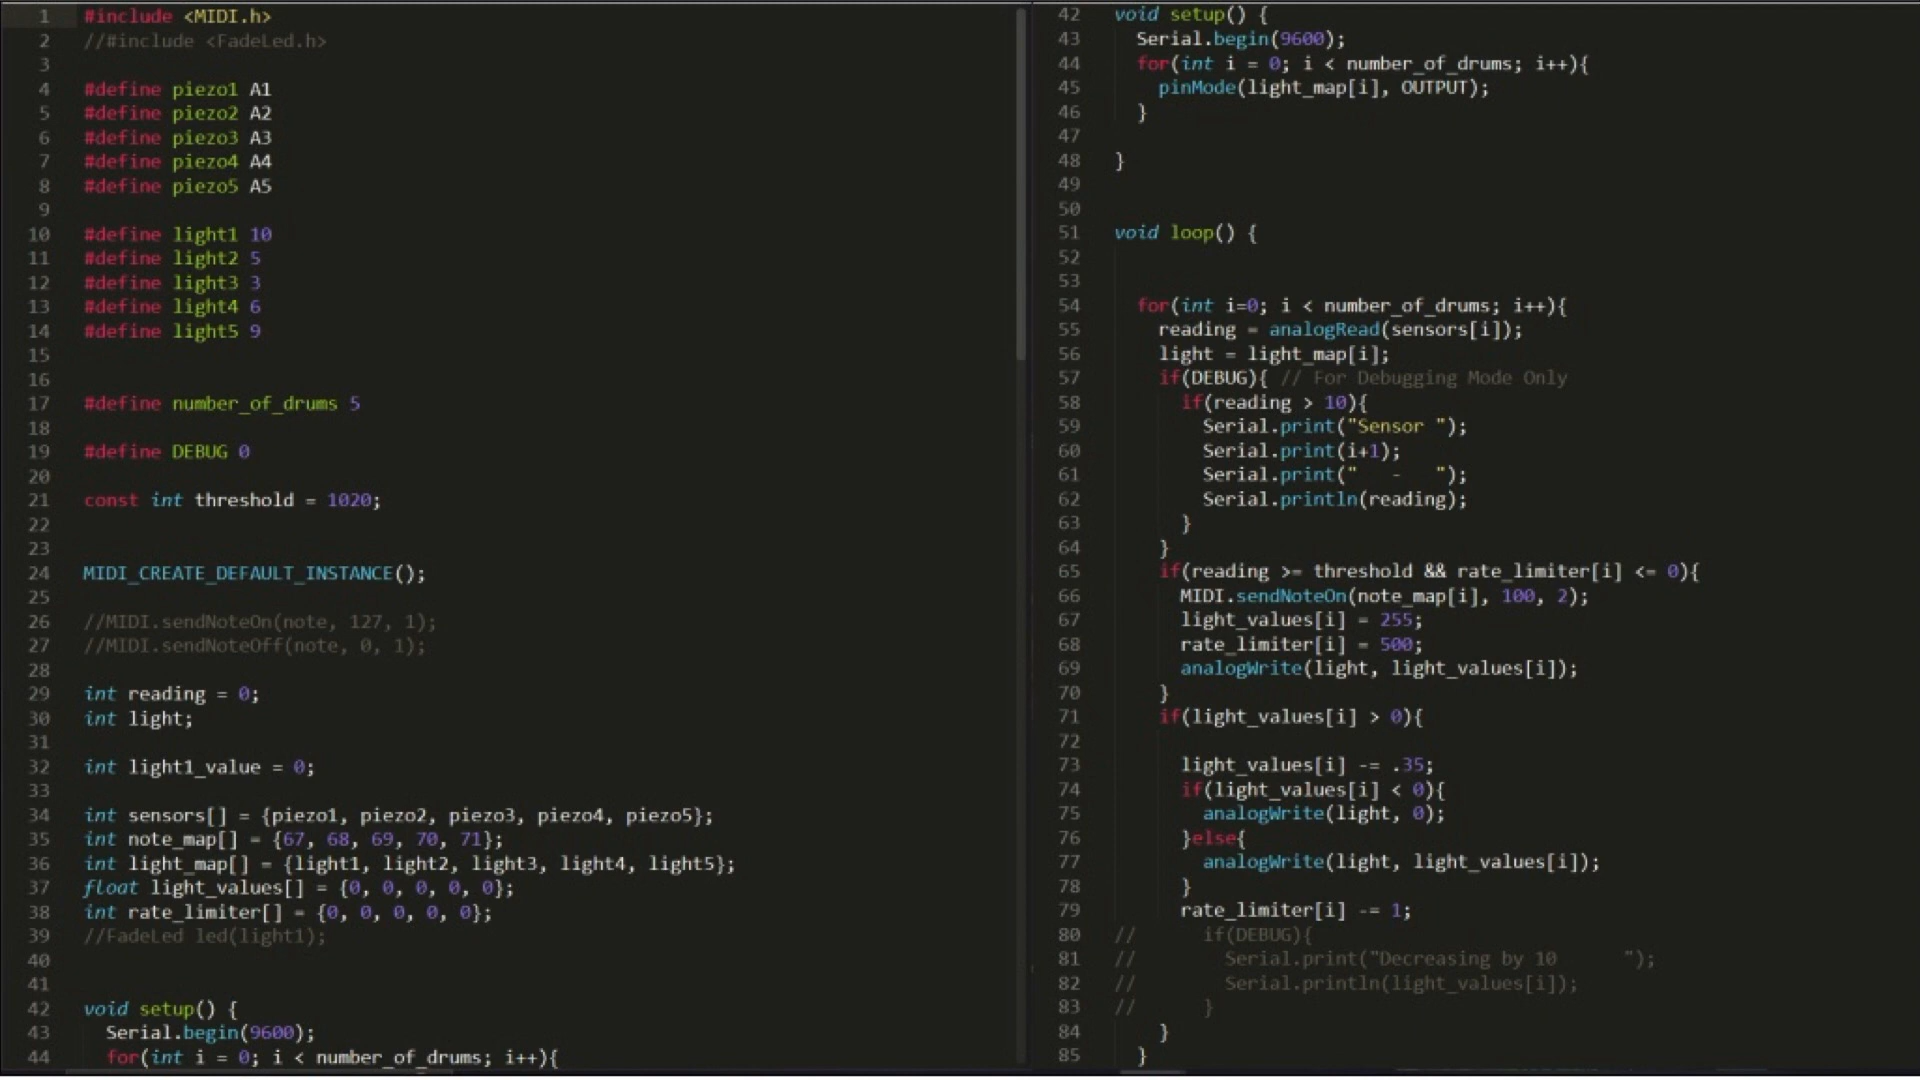 1 #include <MIDI.h>
2 //#include <FadeLed.h>
3
4 #define piezo1 A1
5 #define piezo2 A2
6 #define piezo3 A3
7 #define piezo4 A4
8 #define piezo5 A5
9
10 #define light1 10
11 #define light2 5
12 #define light3 3
13 #define light4 6
14 #define light5 9
15
16
17 #define number_of_drums 5
18
19 #define DEBUG 0
20
21 const int threshold = 1020;
22
23
24 MIDI_CREATE_DEFAULT_INSTANCE();
25
26 //MIDI.sendNoteOn(note, 127, 1);
27 //MIDI.sendNoteOff(note, 0, 1);
28
29 int reading = 0;
30 int light;
31
32 int light1_value = 0;
33
34 int sensors[] = {piezo1, piezo2, piezo3, piezo4, piezo5};
35 int note_map[] = {67, 68, 69, 70, 71};
36 int light_map[] = {light1, light2, light3, light4, light5};
37 float light_values[] = {0, 0, 0, 0, 0};
38 int rate_limiter[] = {0, 0, 0, 0, 0};
39 //FadeLed led(light1);
40
41
42 void setup() {
43   Serial.begin(9600);
44   for(int i = 0; i < number_of_drums; i++){
42 void setup() {
43   Serial.begin(9600);
44   for(int i = 0; i < number_of_drums; i++){
45     pinMode(light_map[i], OUTPUT);
46   }
47
48 }
49
50
51 void loop() {
52
53
54   for(int i=0; i < number_of_drums; i++){
55     reading = analogRead(sensors[i]);
56     light = light_map[i];
57     if(DEBUG){ // For Debugging Mode Only
58       if(reading > 10){
59         Serial.print("Sensor ");
60         Serial.print(i+1);
61         Serial.print("   -   ");
62         Serial.println(reading);
63       }
64     }
65     if(reading >= threshold && rate_limiter[i] <= 0){
66       MIDI.sendNoteOn(note_map[i], 100, 2);
67       light_values[i] = 255;
68       rate_limiter[i] = 500;
69       analogWrite(light, light_values[i]);
70     }
71     if(light_values[i] > 0){
72
73       light_values[i] -= .35;
74       if(light_values[i] < 0){
75         analogWrite(light, 0);
76       }else{
77         analogWrite(light, light_values[i]);
78       }
79       rate_limiter[i] -= 1;
80 //      if(DEBUG){
81 //        Serial.print("Decreasing by 10      ");
82 //        Serial.println(light_values[i]);
83 //      }
84     }
85   }